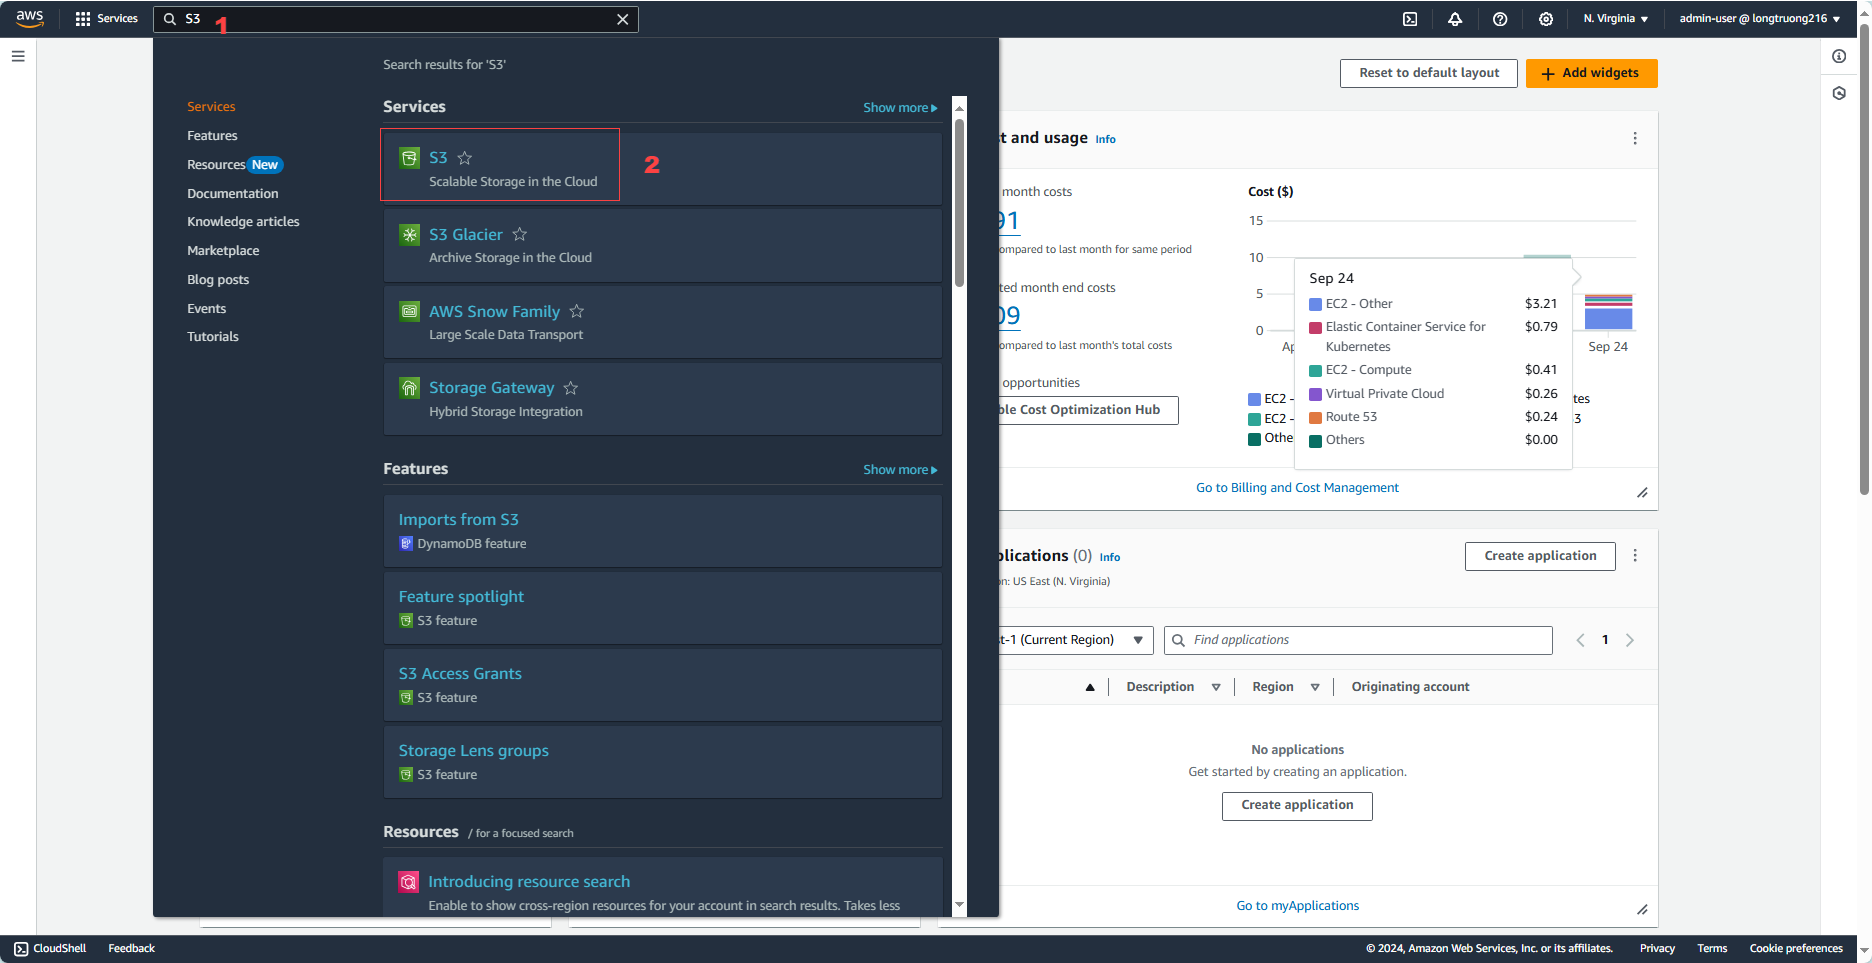 aws
Services
S3
1
N. Virginia
admin-user @ longtruong216
Search results for 'S3'
Services
Features
Resources New
Documentation
Knowledge articles
Marketplace
Blog posts
Events
Tutorials
Services
Show more
S3
Scalable Storage in the Cloud
2
S3 Glacier
Archive Storage in the Cloud
AWS Snow Family
Large Scale Data Transport
Storage Gateway
Hybrid Storage Integration
Features
Show more
Imports from S3
DynamoDB feature
Feature spotlight
S3 feature
S3 Access Grants
S3 feature
Storage Lens groups
S3 feature
Resources / for a focused search
Introducing resource search
Enable to show cross-region resources for your account in search results. Takes less
Reset to default layout
Add widgets
t and usage Info
month costs
91
ompared to last month for same period
ted month end costs
09
ompared to last month's total costs
opportunities
ble Cost Optimization Hub
Cost ($)
15
10
5
0
Ap
Sep 24
Sep 24
EC2 - Other $3.21
Elastic Container Service for $0.79
Kubernetes
EC2 - Compute $0.41
Virtual Private Cloud $0.26
Route 53 $0.24
Others $0.00
EC2 - tes
EC2 - 3
Othe
Go to Billing and Cost Management
plications (0) Info
on: US East (N. Virginia)
Create application
st-1 (Current Region)
Find applications
1
Description
Region
Originating account
No applications
Get started by creating an application.
Create application
Go to myApplications
CloudShell
Feedback
© 2024, Amazon Web Services, Inc. or its affiliates.
Privacy
Terms
Cookie preferences